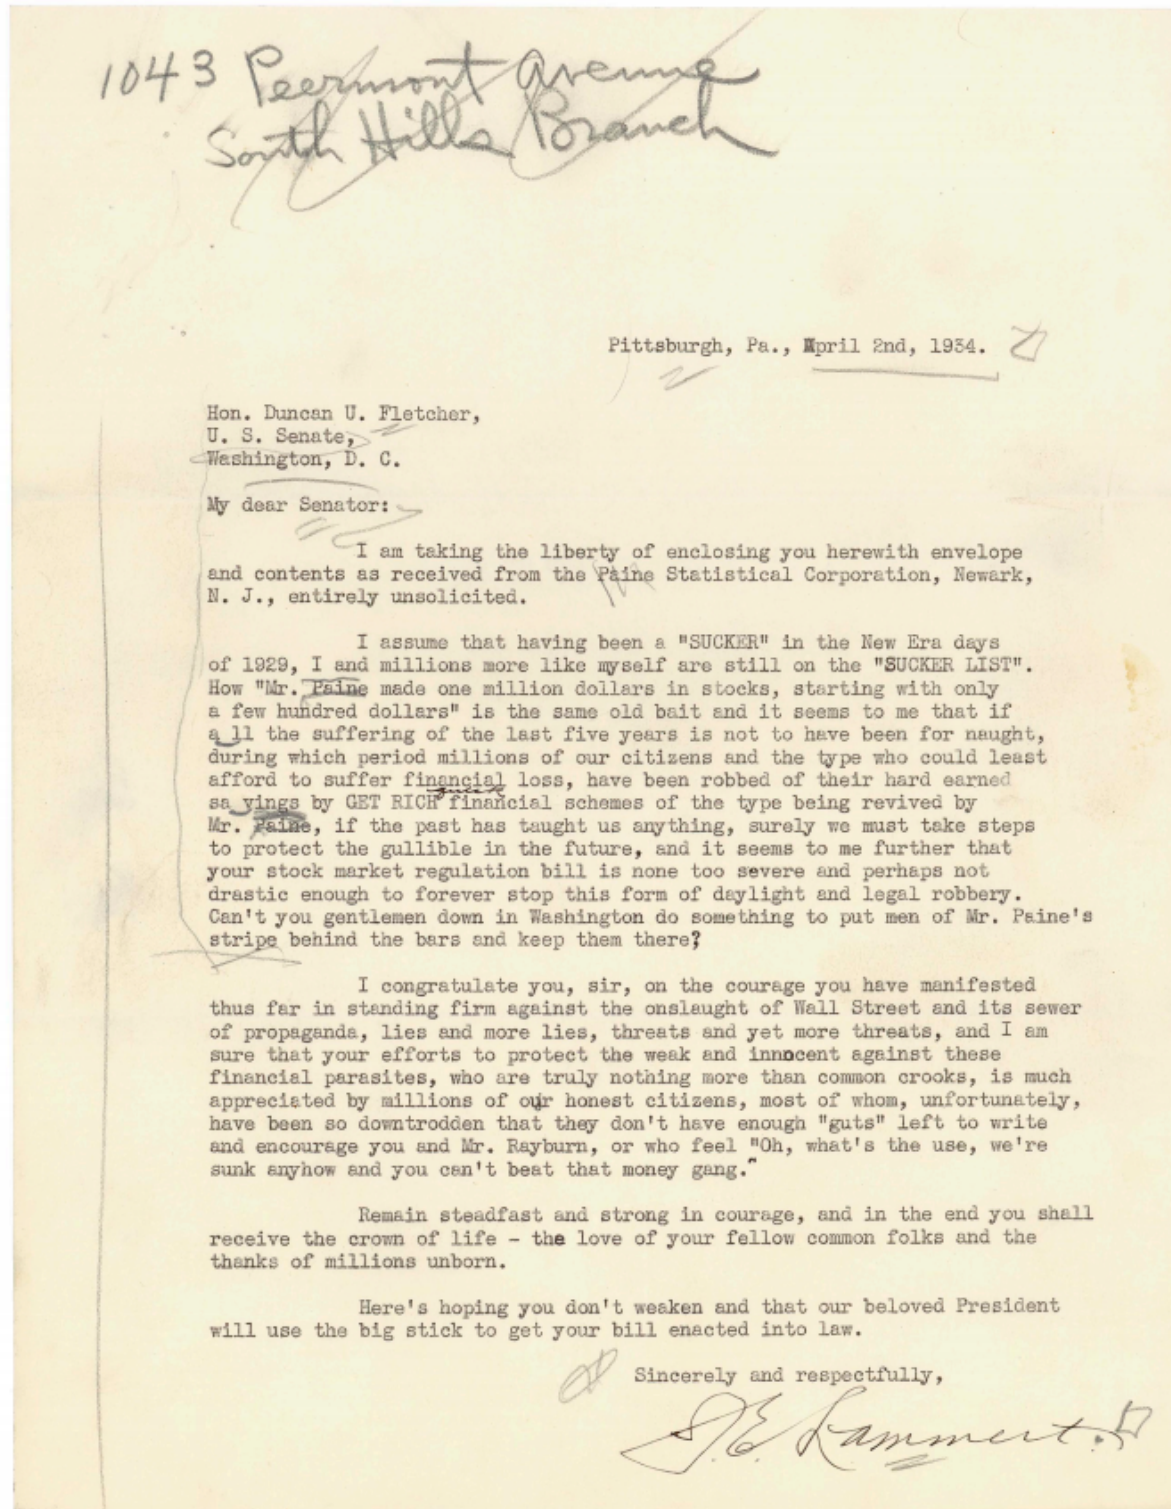 1043 Peermont Avenue
South Hills Branch
Pittsburgh, Pa., April 2nd, 1934.
Hon. Duncan U. Fletcher,
U. S. Senate,
Washington, D. C.
My dear Senator:
I am taking the liberty of enclosing you herewith envelope
and contents as received from the Paine Statistical Corporation, Newark,
N. J., entirely unsolicited.
I assume that having been a "SUCKER" in the New Era days
of 1929, I and millions more like myself are still on the "SUCKER LIST".
How "Mr. Paine made one million dollars in stocks, starting with only
a few hundred dollars" is the same old bait and it seems to me that if
a ll the suffering of the last five years is not to have been for naught,
during which period millions of our citizens and the type who could least
afford to suffer financial loss, have been robbed of their hard earned
sa vings by GET RICH quick financial schemes of the type being revived by
Mr. Paine, if the past has taught us anything, surely we must take steps
to protect the gullible in the future, and it seems to me further that
your stock market regulation bill is none too severe and perhaps not
drastic enough to forever stop this form of daylight and legal robbery.
Can't you gentlemen down in Washington do something to put men of Mr. Paine's
stripe behind the bars and keep them there?
I congratulate you, sir, on the courage you have manifested
thus far in standing firm against the onslaught of Wall Street and its sewer
of propaganda, lies and more lies, threats and yet more threats, and I am
sure that your efforts to protect the weak and innocent against these
financial parasites, who are truly nothing more than common crooks, is much
appreciated by millions of our honest citizens, most of whom, unfortunately,
have been so downtrodden that they don't have enough "guts" left to write
and encourage you and Mr. Rayburn, or who feel "Oh, what's the use, we're
sunk anyhow and you can't beat that money gang."
Remain steadfast and strong in courage, and in the end you shall
receive the crown of life - the love of your fellow common folks and the
thanks of millions unborn.
Here's hoping you don't weaken and that our beloved President
will use the big stick to get your bill enacted into law.
Sincerely and respectfully,
S. E. Lammert.